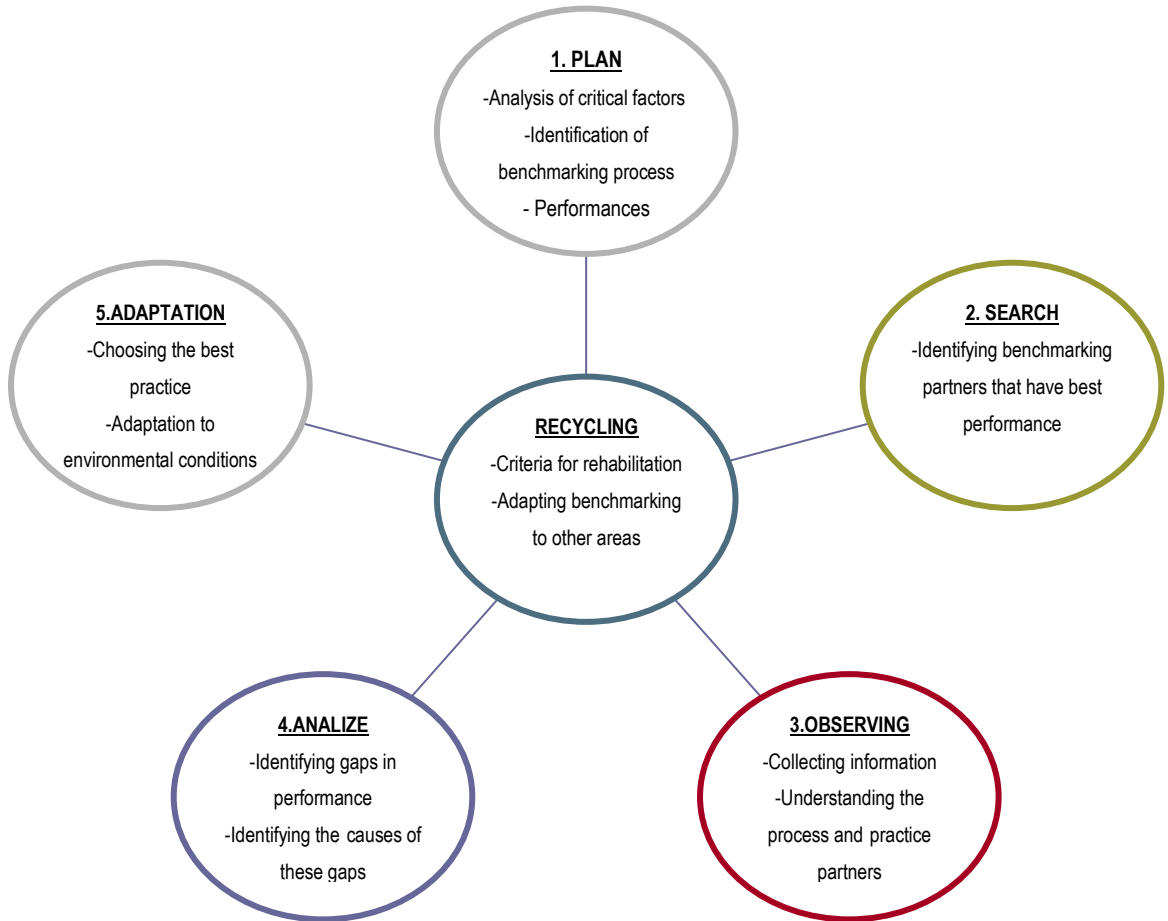 1. PLAN
-Analysis of critical factors
-Identification of
benchmarking process
- Performances
2. SEARCH
-Identifying benchmarking
partners that have best
performance
3.OBSERVING
-Collecting information
-Understanding the
process and practice
partners
4.ANALIZE
-Identifying gaps in
performance
-Identifying the causes of
these gaps
5.ADAPTATION
-Choosing the best
practice
-Adaptation to
environmental conditions
RECYCLING
-Criteria for rehabilitation
-Adapting benchmarking
to other areas